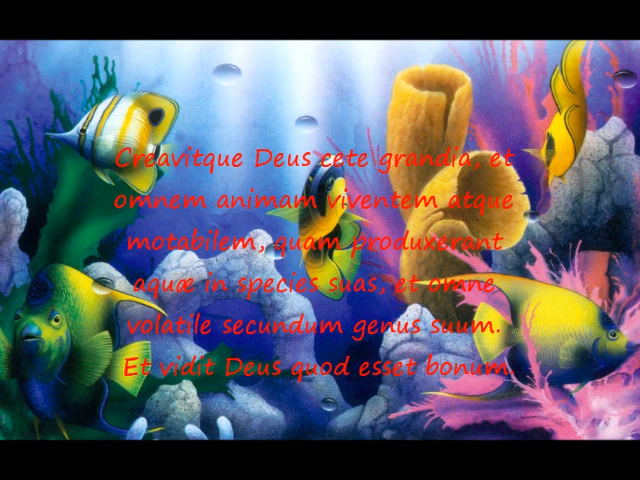 Creavitque Deus cete grandia, et
omnem animam viventem atque
motabilem, quam produxerant
aquæ in species suas, et omne
volatile secundum genus suum.
Et vidit Deus quod esset bonum.